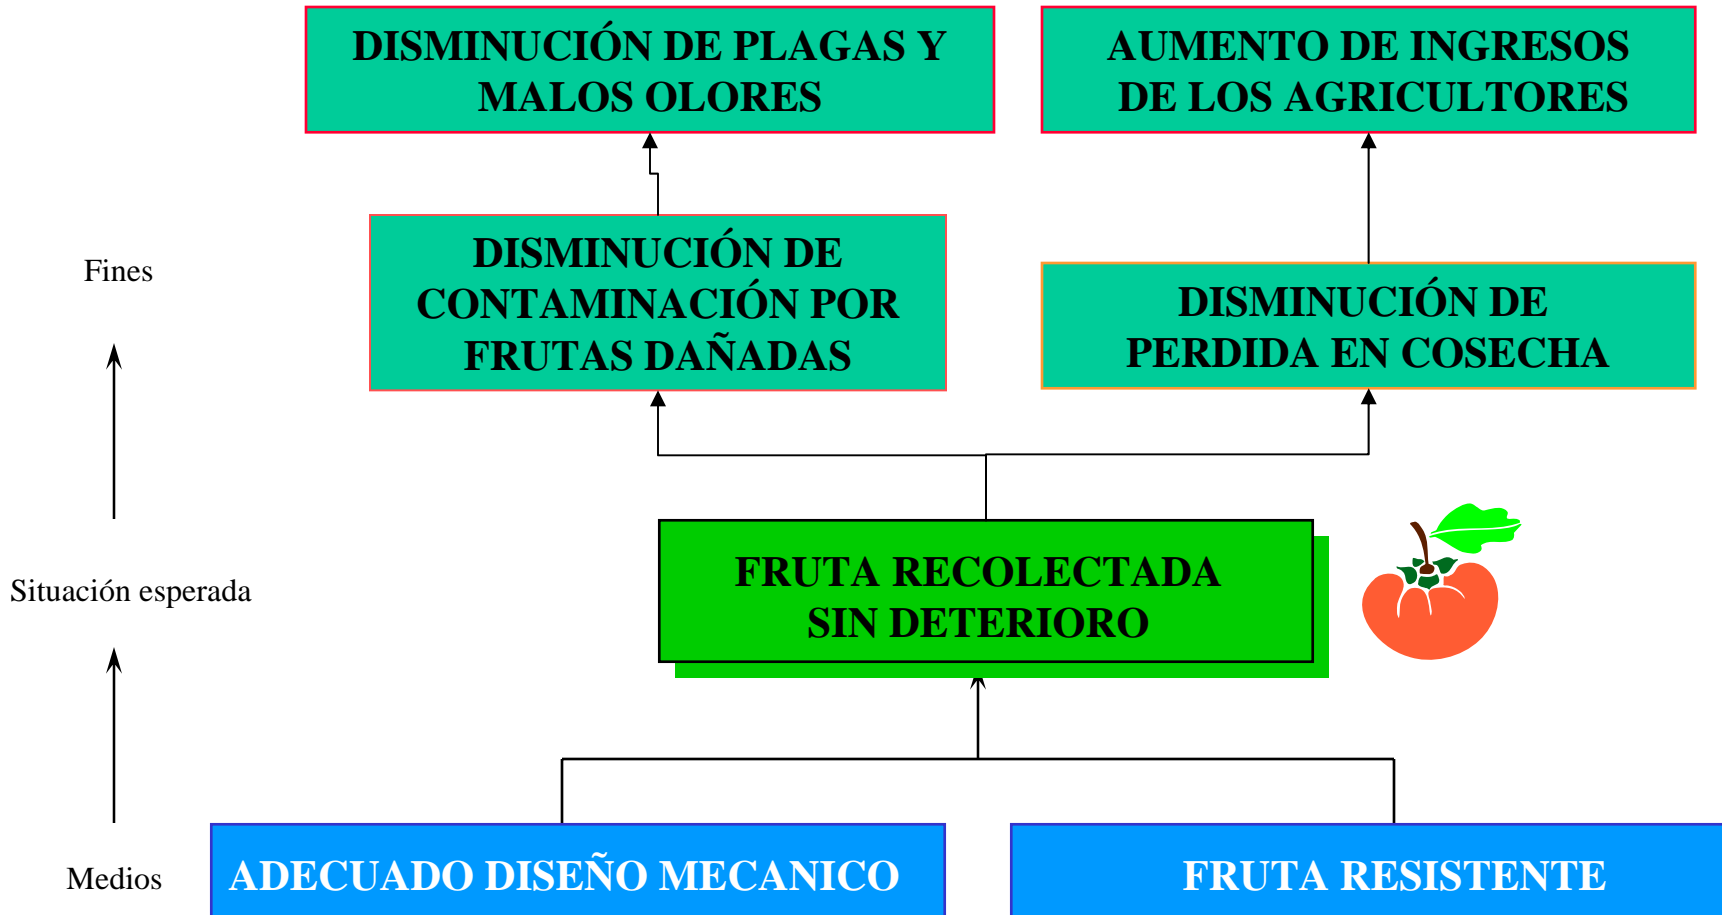 DISMINUCIÓN DE PLAGAS Y
MALOS OLORES
AUMENTO DE INGRESOS
DE LOS AGRICULTORES
Fines
DISMINUCIÓN DE
CONTAMINACIÓN POR
FRUTAS DAÑADAS
DISMINUCIÓN DE
PERDIDA EN COSECHA
Situación esperada
FRUTA RECOLECTADA
SIN DETERIORO
Medios
ADECUADO DISEÑO MECANICO
FRUTA RESISTENTE